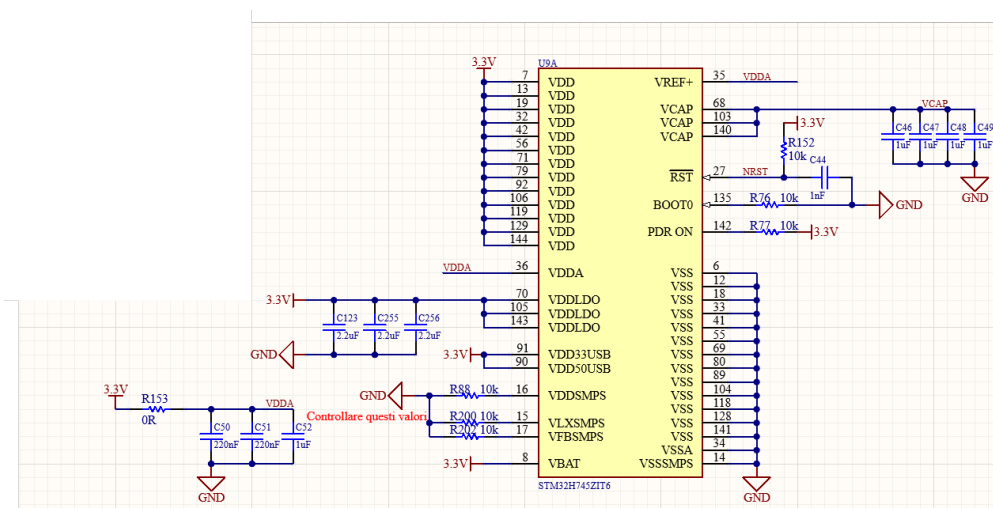 3.3V
U9A
7 VDD
13 VDD
19 VDD
32 VDD
42 VDD
56 VDD
71 VDD
79 VDD
92 VDD
106 VDD
119 VDD
129 VDD
144 VDD
VDDA 36 VDDA
3.3V 70 VDDLDO
105 VDDLDO
143 VDDLDO
C123 C255 C256
2.2uF 2.2uF 2.2uF
GND
3.3V 91 VDD33USB
90 VDD50USB
GND R88 10k 16 VDDSMPS
Controllare questi valori
R200 10k 15 VLXSMPS
R202 10k 17 VFBSMPS
3.3V 8 VBAT
STM32H745ZIT6
VREF+ 35 VDDA
VCAP 68 VCAP
VCAP 103
VCAP 140
C46 C47 C48 C49
1uF 1uF 1uF 1uF
GND
3.3V
R152
10k
C44
1nF
RST 27 NRST
BOOT0 135 R76 10k GND
PDR ON 142 R77 10k 3.3V
VSS 6
VSS 12
VSS 18
VSS 33
VSS 41
VSS 55
VSS 69
VSS 80
VSS 89
VSS 104
VSS 118
VSS 128
VSS 141
VSSA 34
VSSSMPS 14
GND
3.3V
R153
0R
VDDA
C50 C51 C52
220nF 220nF 1uF
GND